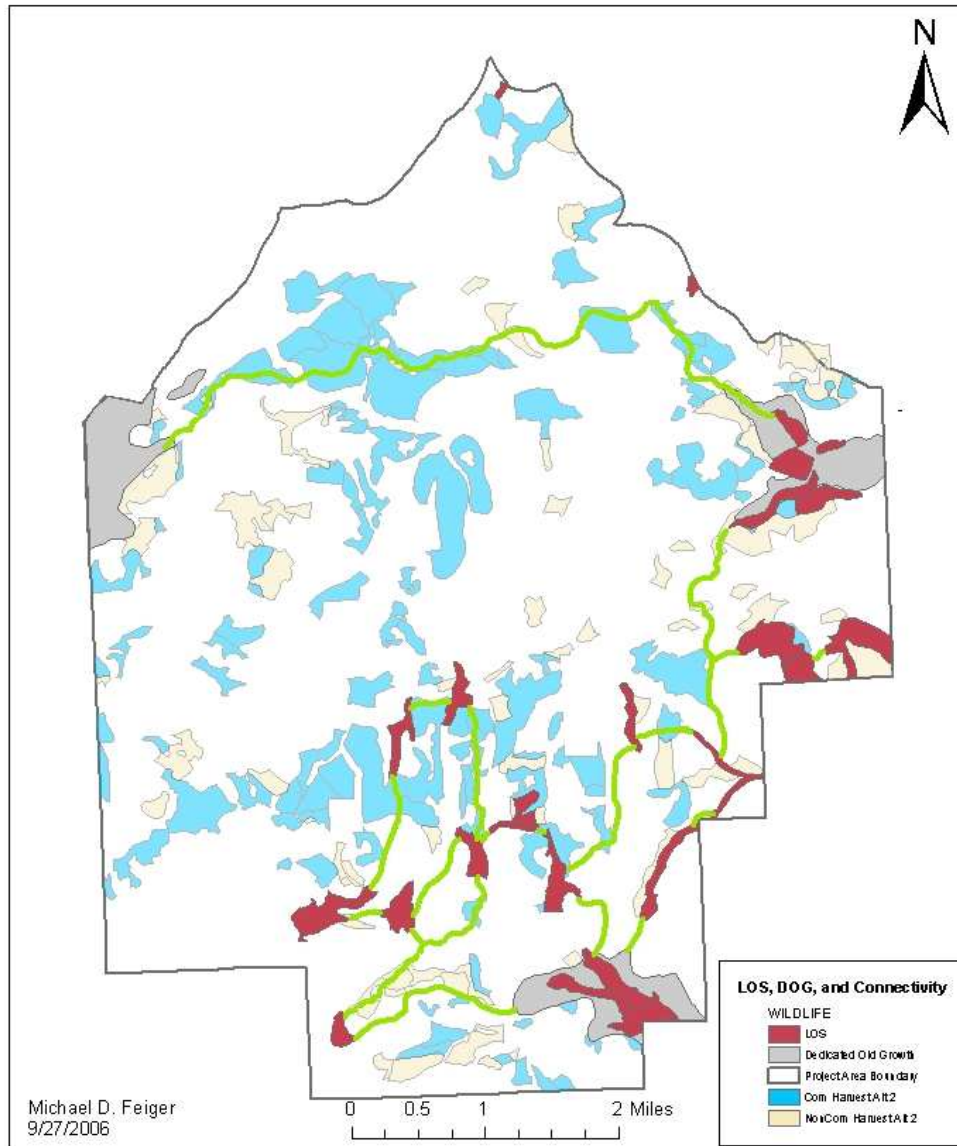 N
LOS, DOG, and Connectivity
WILDLIFE
LOS
Dedicated Old Growth
Project Area Boundary
Com Harvest Alt 2
NonCom Harvest Alt 2
Michael D. Feiger
9/27/2006
0 0.5 1 2 Miles